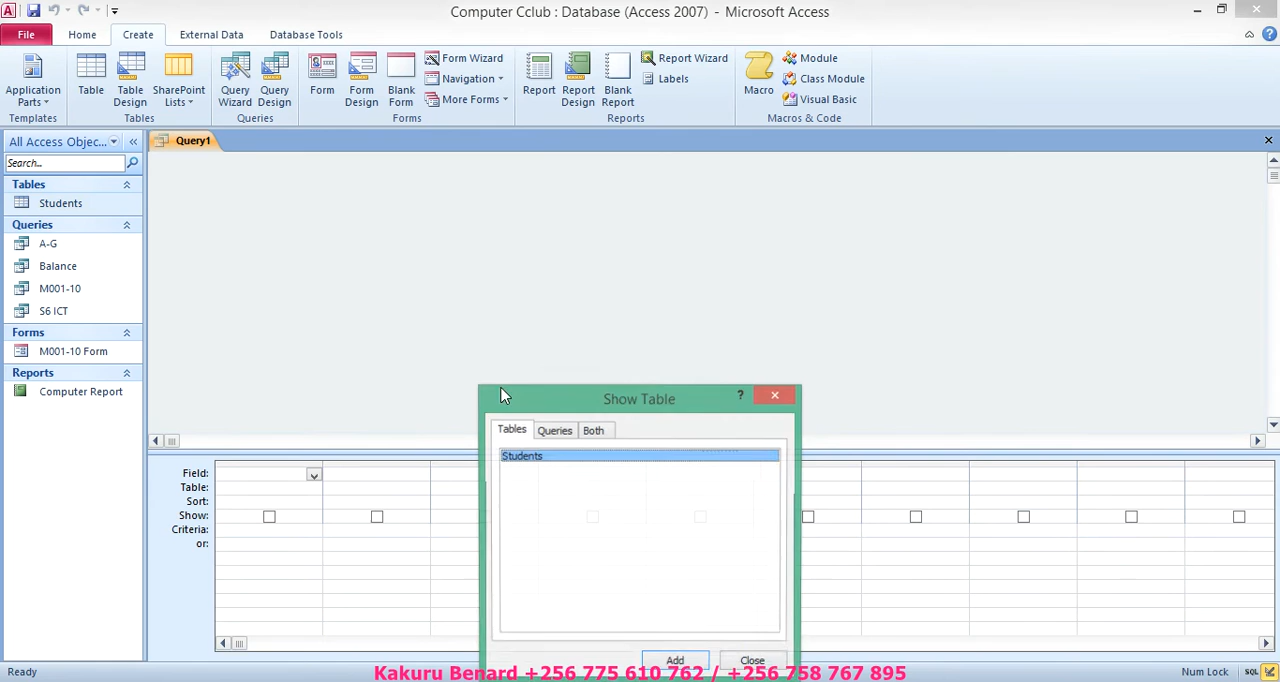 Computer Cclub : Database (Access 2007) - Microsoft Access
File Home Create External Data Database Tools
Application Parts Table Table Design SharePoint Lists Query Wizard Query Design Form Form Design Blank Form Form Wizard Navigation More Forms Report Report Design Blank Report Report Wizard Labels Macro Module Class Module Visual Basic
Templates Tables Queries Forms Reports Macros & Code
All Access Objec... Query1
Search...
Tables
Students
Queries
A-G
Balance
M001-10
S6 ICT
Forms
M001-10 Form
Reports
Computer Report
Show Table ?
Tables Queries Both
Students
Add Close
Field:
Table:
Sort:
Show:
Criteria:
or:
Ready Num Lock SQL
Kakuru Benard +256 775 610 762 / +256 758 767 895